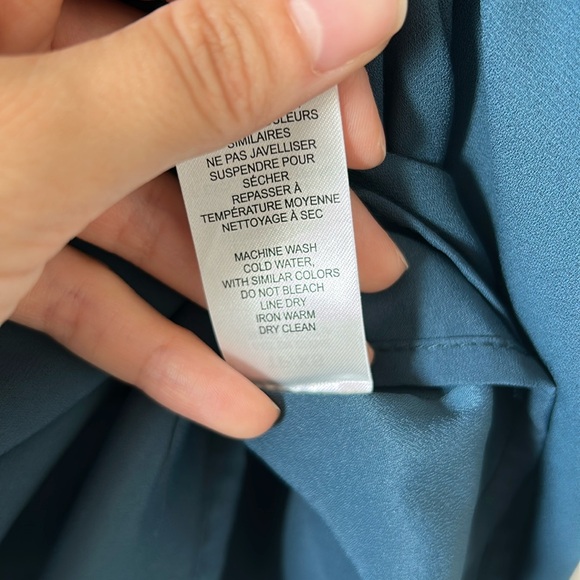 SIMILAIRES
NE PAS JAVELLISER
SUSPENDRE POUR
SÉCHER
REPASSER À
TEMPÉRATURE MOYENNE
NETTOYAGE À SEC
MACHINE WASH
COLD WATER,
WITH SIMILAR COLORS
DO NOT BLEACH
LINE DRY
IRON WARM
DRY CLEAN